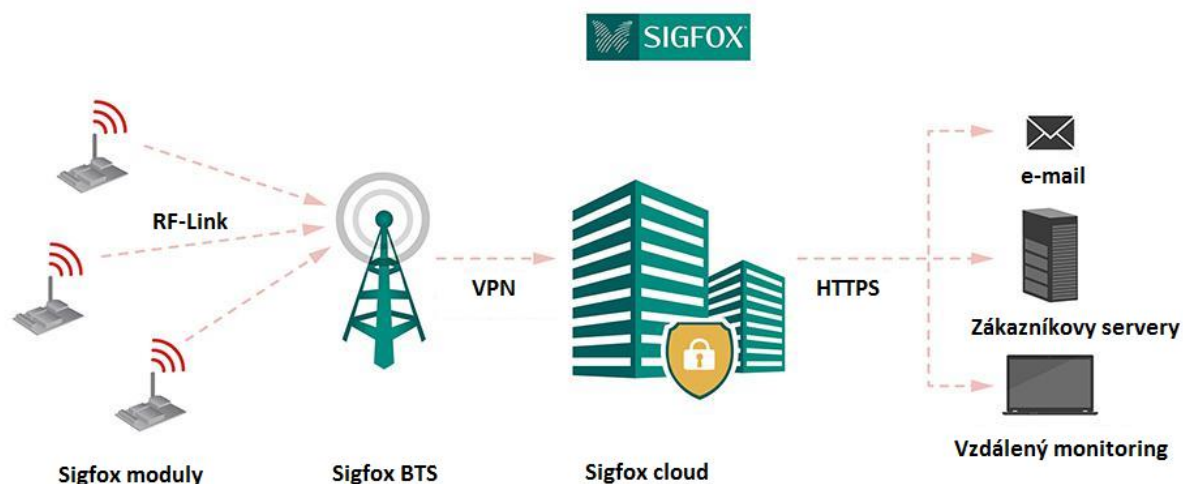 SIGFOX
RF-Link
VPN
HTTPS
e-mail
Zákazníkovy servery
Vzdálený monitoring
Sigfox moduly
Sigfox BTS
Sigfox cloud